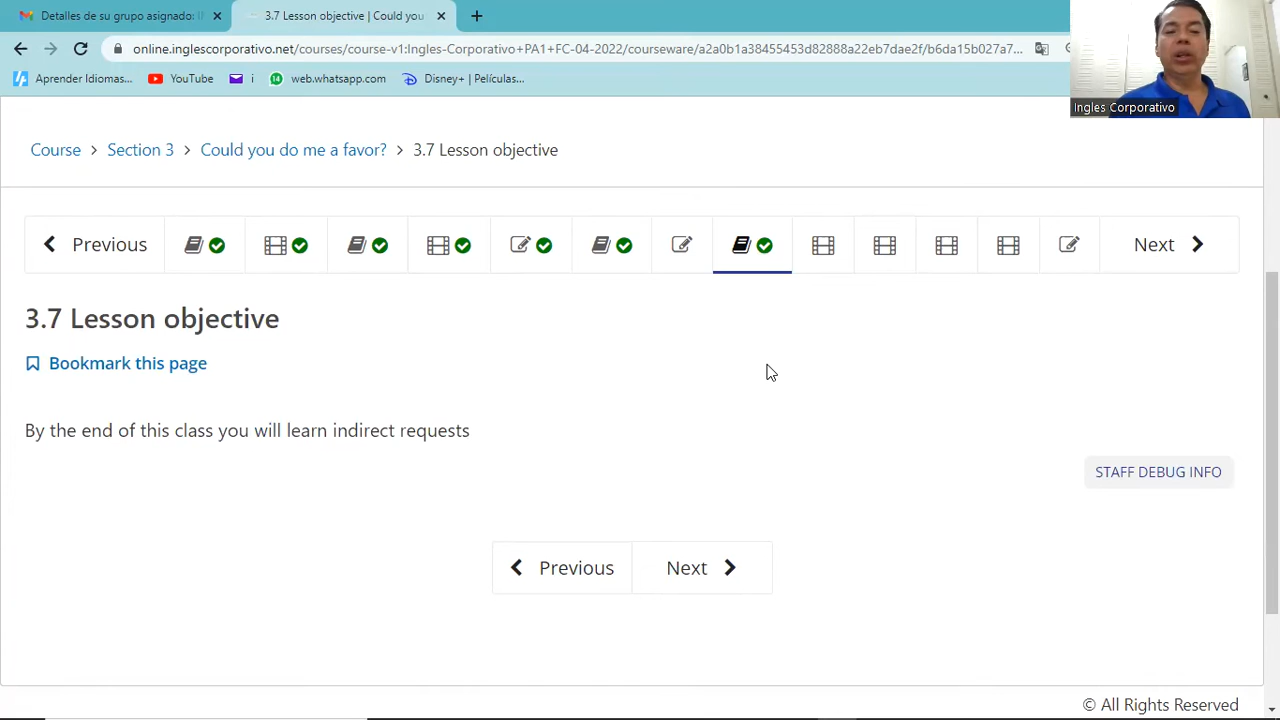 Detalles de su grupo asignado: (I
3.7 Lesson objective | Could you
online.inglescorporativo.net/courses/course-v1:Ingles-Corporativo+PA1+FC-04-2022/courseware/a2a0b1a38455453d82888a22eb7dae2f/b6da15b027a7...
Aprender Idiomas...
YouTube
i
14
web.whatsapp.com
Disney+ | Películas...
Ingles Corporativo
Course > Section 3 > Could you do me a favor? > 3.7 Lesson objective
Previous
Next
3.7 Lesson objective
Bookmark this page
By the end of this class you will learn indirect requests
STAFF DEBUG INFO
Previous
Next
© All Rights Reserved